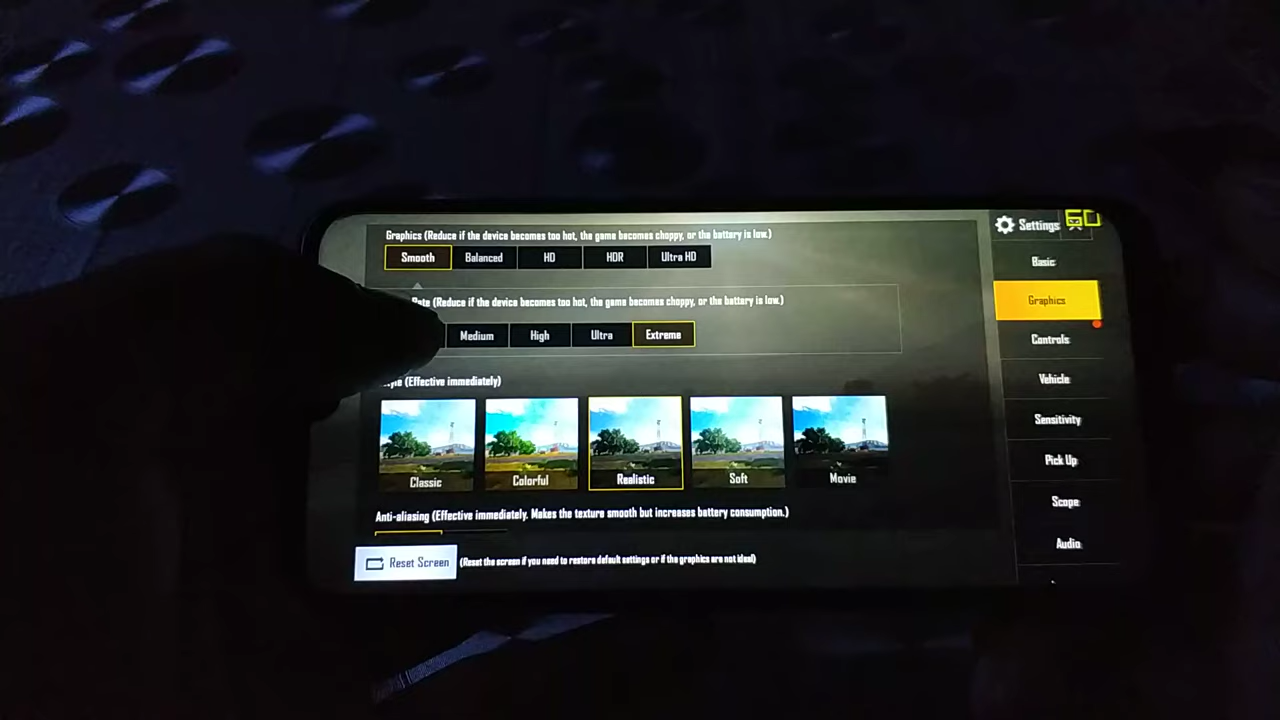 Graphics (Reduce if the device becomes too hot, the game becomes choppy, or the battery is low.)
Smooth Balanced HD HDR Ultra HD
(Reduce if the device becomes too hot, the game becomes choppy, or the battery is low.)
Medium High Ultra Extreme
(Effective immediately)
Classic Colorful Realistic Soft Movie
Anti-aliasing (Effective immediately. Makes the texture smooth but increases battery consumption.)
Reset Screen (Reset the screen if you need to restore default settings or if the graphics are not ideal)
Settings
Basic
Graphics
Controls
Vehicle
Sensitivity
Pick Up
Scope
Audio